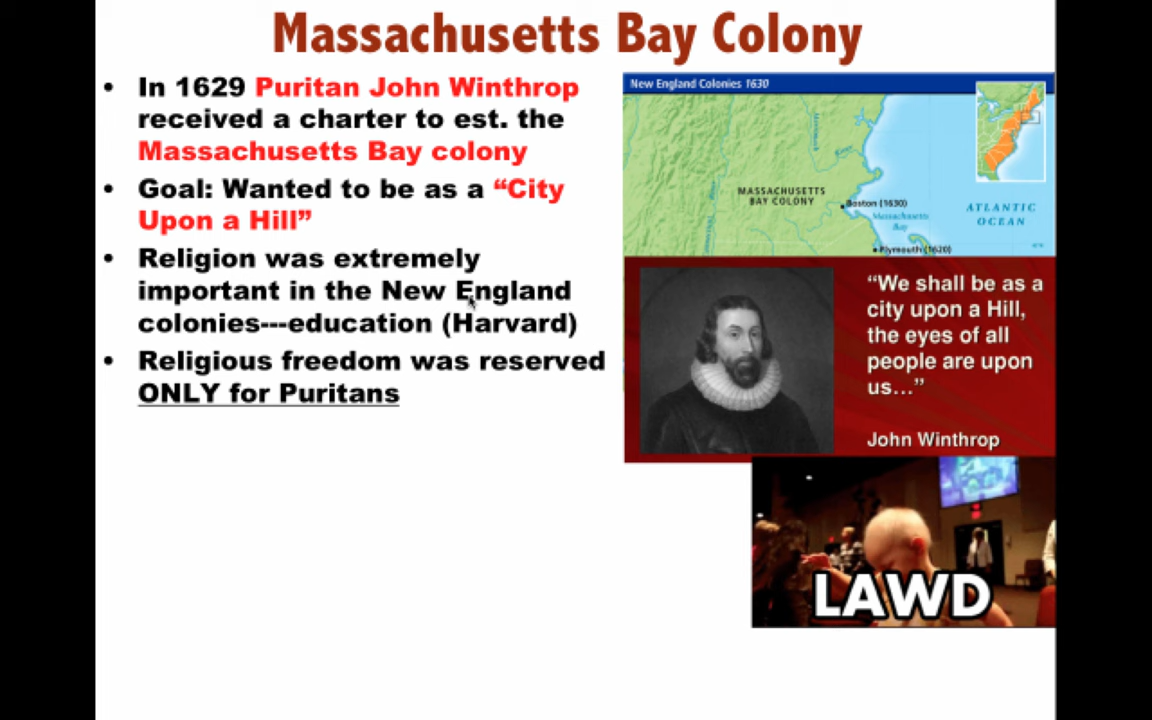 Massachusetts Bay Colony
• In 1629 Puritan John Winthrop
received a charter to est. the
Massachusetts Bay colony
• Goal: Wanted to be as a “City
Upon a Hill”
• Religion was extremely
important in the New England
colonies---education (Harvard)
• Religious freedom was reserved
ONLY for Puritans
New England Colonies 1630
MASSACHUSETTS
BAY COLONY
Boston (1630)
Massachusetts
Bay
Plymouth (1620)
ATLANTIC
OCEAN
“We shall be as a
city upon a Hill,
the eyes of all
people are upon
us…”
John Winthrop
LAWD